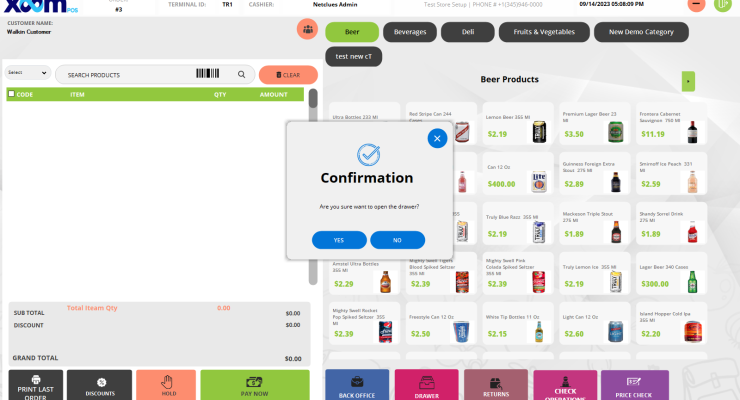 xoom POS
#3
TERMINAL ID: TR1
CASHIER: Netclues Admin
Test Store Setup | PHONE # +1(345)946-0000
09/14/2023 05:08:09 PM
CUSTOMER NAME:
Walkin Customer
Beer
Beverages
Deli
Fruits & Vegetables
New Demo Category
test new cT
Select
SEARCH PRODUCTS
CLEAR
CODE ITEM QTY AMOUNT
Beer Products
Ultra Bottles 222 Ml
Red Stripe Can 244
Cases
Lemon Beer 355 Ml
$2.19
Premium Lager Beer 23
Ml
$3.50
Fromera Cabernet
Sauvignon 750 Ml
$11.19
Can 12 Oz
$400.00
Guinness Foreign Extra
Stout 275 Ml
$2.89
Smirnoff Ice Peach 331
Ml
$2.59
355
Truly Blue Razz 355 Ml
$2.19
Mackeson Triple Stout
275 Ml
$1.89
Shandy Sorrel Drink
275 Ml
$1.89
Amstel Ultra Bottles
355 Ml
$2.29
Mighty Swell Tigers
Blood Spiked Seltzer
355 Ml
$2.39
Mighty Swell Pink
Colada Spiked Seltzer
355 Ml
$2.39
Truly Lemon Ice 355 Ml
$2.19
Lager Beer 340 Cases
$300.00
Mighty Swell Rocket
Pop Spiked Seltzer 355
Ml
$2.39
Freestyle Can 12 Oz
$2.50
White Tip Bottles 11 Oz
$2.15
Light Can 12 Oz
$2.60
Island Hopper Cold Ipa
355 Ml
$2.20
Confirmation
Are you sure want to open the drawer?
YES
NO
Total Iteam Qty 0.00
SUB TOTAL $0.00
DISCOUNT $0.00
GRAND TOTAL $0.00
PRINT LAST
ORDER
DISCOUNTS
HOLD
PAY NOW
BACK OFFICE
DRAWER
RETURNS
CHECK
OPERATIONS
PRICE CHECK